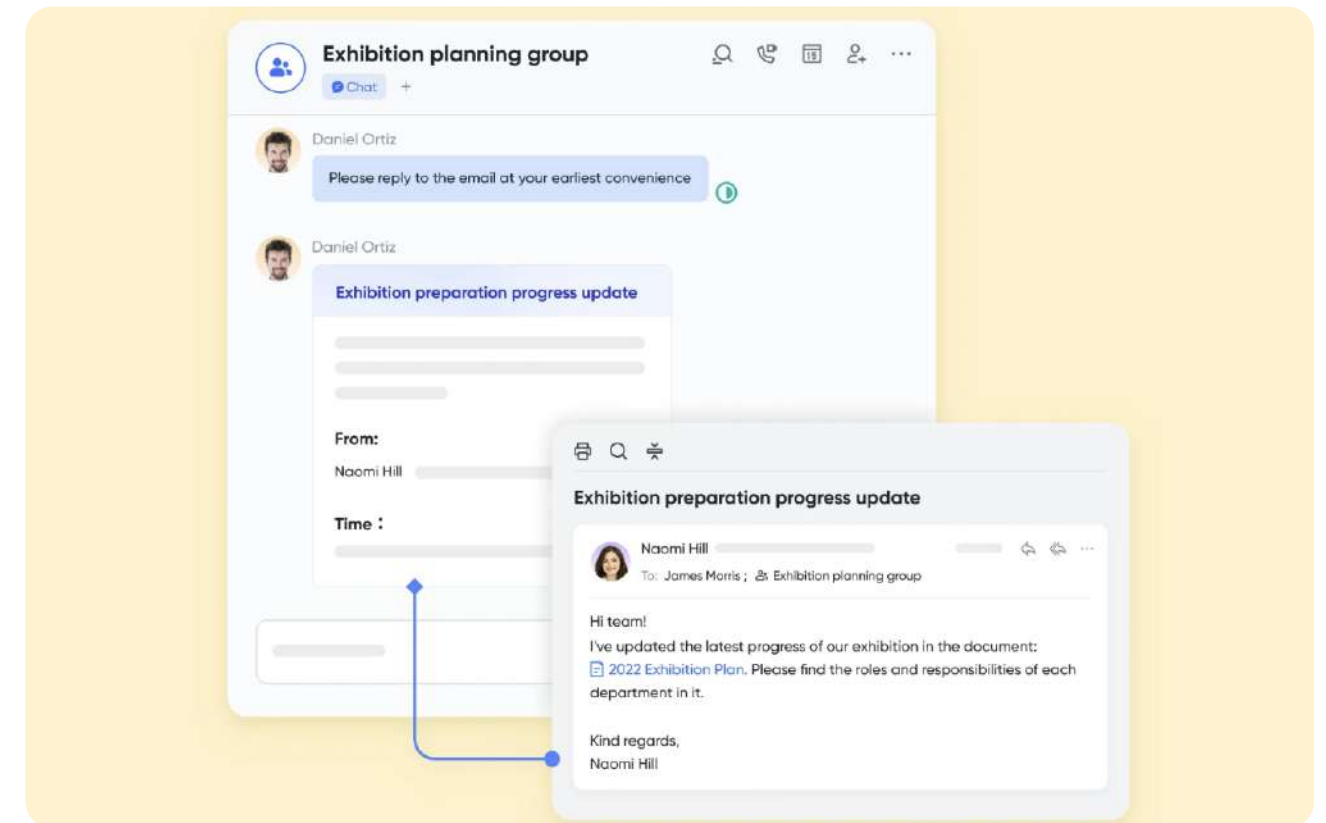 Exhibition planning group
Chat +
Daniel Ortiz
Please reply to the email at your earliest convenience
Daniel Ortiz
Exhibition preparation progress update
From:
Naomi Hill
Time：
15
Exhibition preparation progress update
Naomi Hill
To: James Morris ; Exhibition planning group
Hi team!
I've updated the latest progress of our exhibition in the document:
2022 Exhibition Plan. Please find the roles and responsibilities of each
department in it.
Kind regards,
Naomi Hill